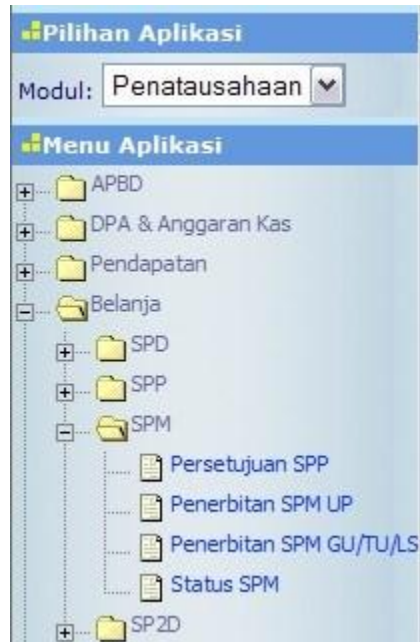 Pilihan Aplikasi
Modul: Penatausahaan
Menu Aplikasi
APBD
DPA & Anggaran Kas
Pendapatan
Belanja
SPD
SPP
SPM
Persetujuan SPP
Penerbitan SPM UP
Penerbitan SPM GU/TU/LS
Status SPM
SP2D